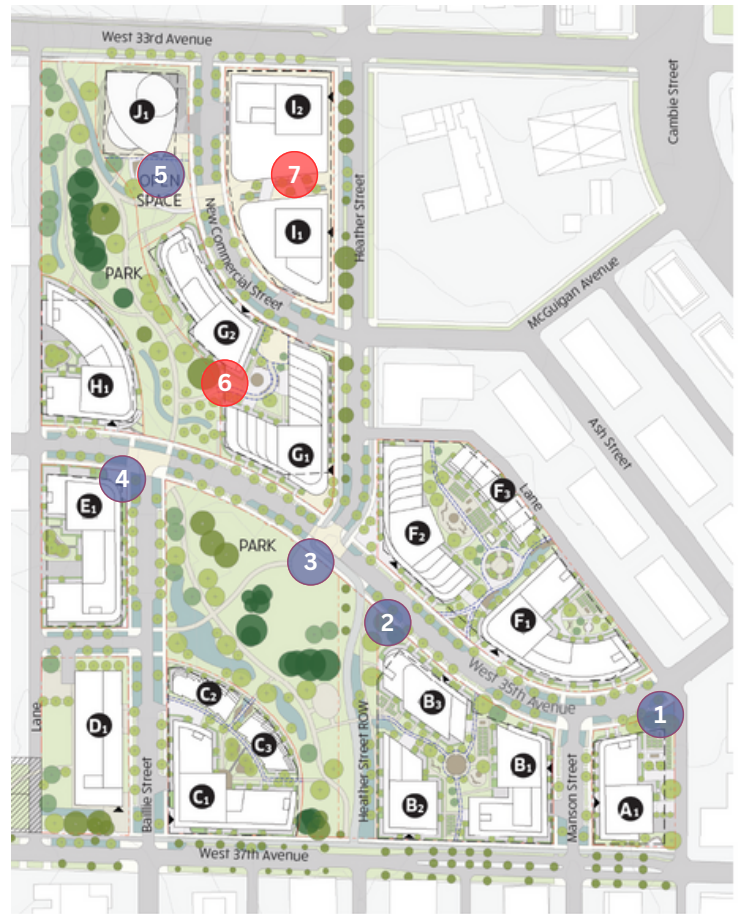 West 33rd Avenue
Cambie Street
J1
I2
5
OPEN
SPACE
7
I1
New Commercial Street
Heather Street
McGuigan Avenue
PARK
G2
H1
6
G1
Ash Street
4
E1
F3
Lane
PARK
3
F2
2
F1
West 35th Avenue
1
C2
B3
Lane
D1
C3
Heather Street ROW
B1
Manson Street
Baillie Street
C1
B2
A1
West 37th Avenue